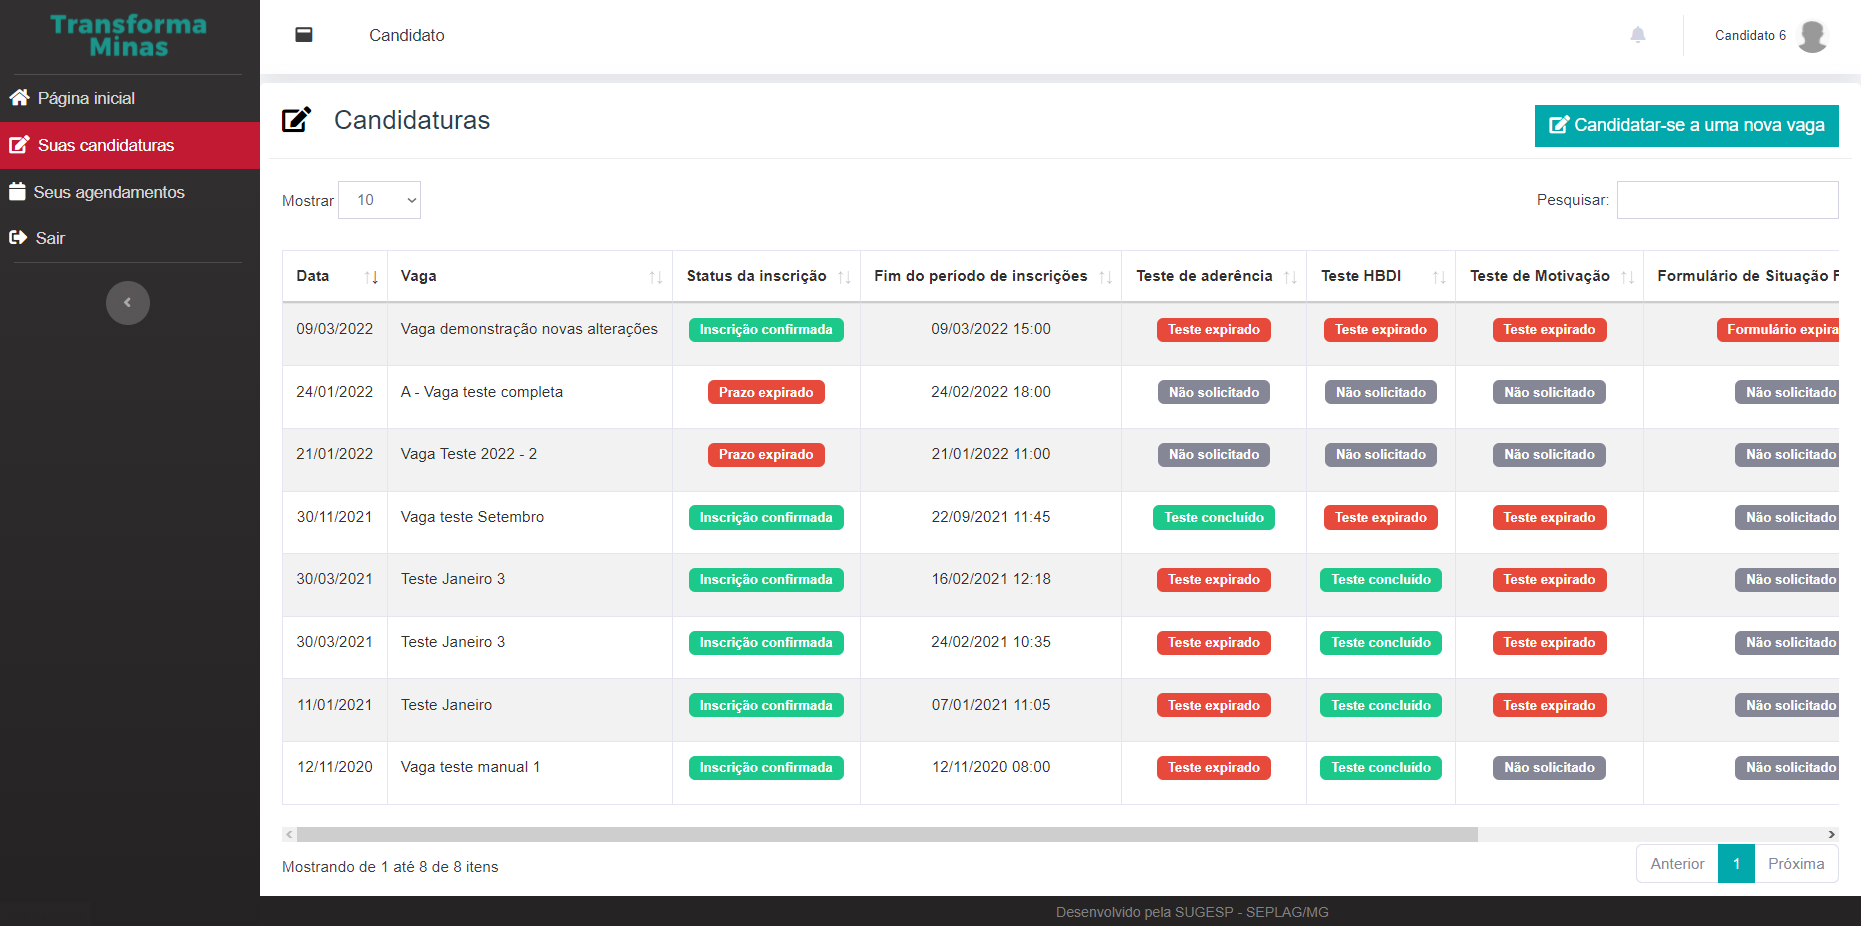 Transforma
Minas
Página inicial
Suas candidaturas
Seus agendamentos
Sair
Candidato
Candidato 6
Candidaturas
Candidatar-se a uma nova vaga
Mostrar 10
Pesquisar:
Data Vaga Status da inscrição Fim do período de inscrições Teste de aderência Teste HBDI Teste de Motivação Formulário de Situação F
09/03/2022 Vaga demonstração novas alterações Inscrição confirmada 09/03/2022 15:00 Teste expirado Teste expirado Teste expirado Formulário expira
24/01/2022 A - Vaga teste completa Prazo expirado 24/02/2022 18:00 Não solicitado Não solicitado Não solicitado Não solicitado
21/01/2022 Vaga Teste 2022 - 2 Prazo expirado 21/01/2022 11:00 Não solicitado Não solicitado Não solicitado Não solicitado
30/11/2021 Vaga teste Setembro Inscrição confirmada 22/09/2021 11:45 Teste concluído Teste expirado Teste expirado Não solicitado
30/03/2021 Teste Janeiro 3 Inscrição confirmada 16/02/2021 12:18 Teste expirado Teste concluído Teste expirado Não solicitado
30/03/2021 Teste Janeiro 3 Inscrição confirmada 24/02/2021 10:35 Teste expirado Teste concluído Teste expirado Não solicitado
11/01/2021 Teste Janeiro Inscrição confirmada 07/01/2021 11:05 Teste expirado Teste concluído Teste expirado Não solicitado
12/11/2020 Vaga teste manual 1 Inscrição confirmada 12/11/2020 08:00 Teste expirado Teste concluído Não solicitado Não solicitado
Mostrando de 1 até 8 de 8 itens
Anterior 1 Próxima
Desenvolvido pela SUGESP - SEPLAG/MG